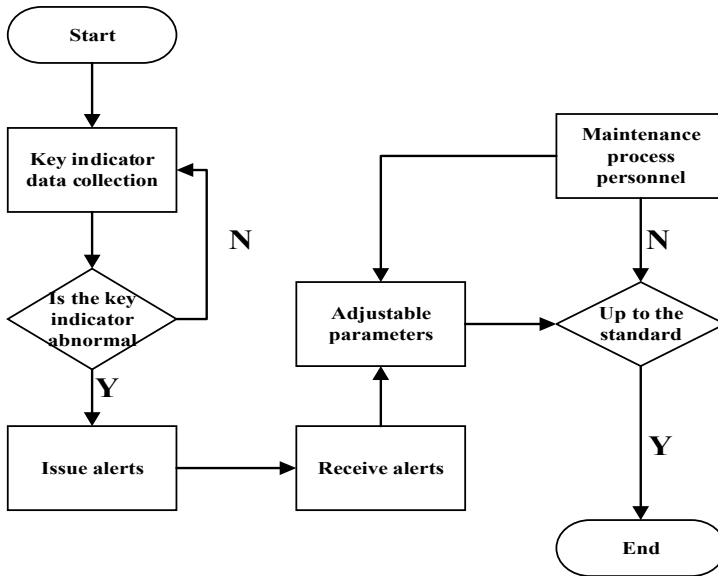 Start
Key indicator
data collection
N
Is the key
indicator
abnormal
Y
Issue alerts
Receive alerts
Adjustable
parameters
Maintenance
process
personnel
N
Up to the
standard
Y
End